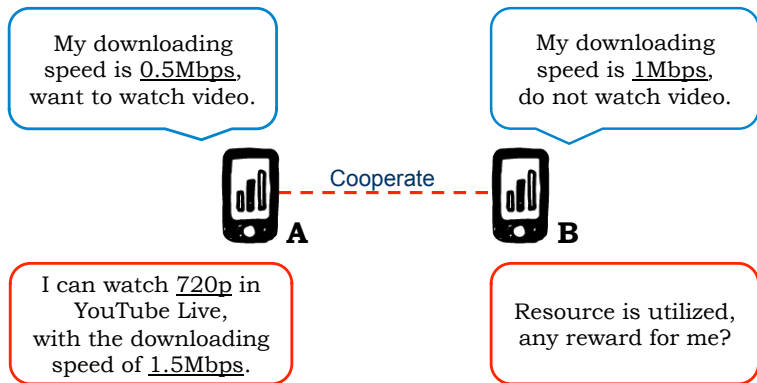 My downloading
speed is 0.5Mbps,
want to watch video.
My downloading
speed is 1Mbps,
do not watch video.
Cooperate
A
B
I can watch 720p in
YouTube Live,
with the downloading
speed of 1.5Mbps.
Resource is utilized,
any reward for me?